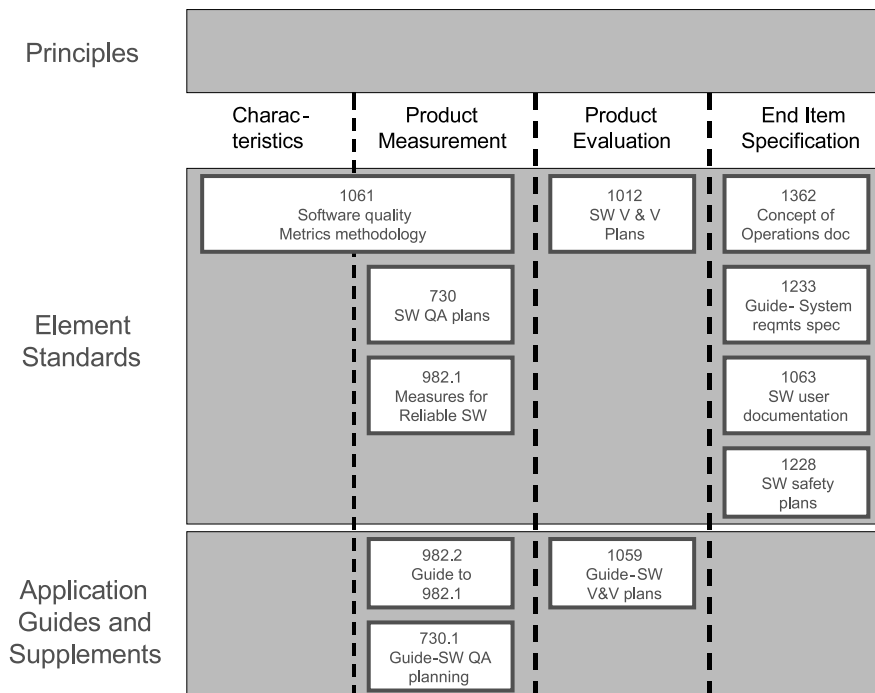 Principles
Charac-
teristics
Product
Measurement
Product
Evaluation
End Item
Specification
Element
Standards
1061
Software quality
Metrics methodology
1012
SW V & V
Plans
1362
Concept of
Operations doc
730
SW QA plans
1233
Guide- System
reqmts spec
982.1
Measures for
Reliable SW
1063
SW user
documentation
1228
SW safety
plans
Application
Guides and
Supplements
982.2
Guide to
982.1
1059
Guide-SW
V&V plans
730.1
Guide-SW QA
planning